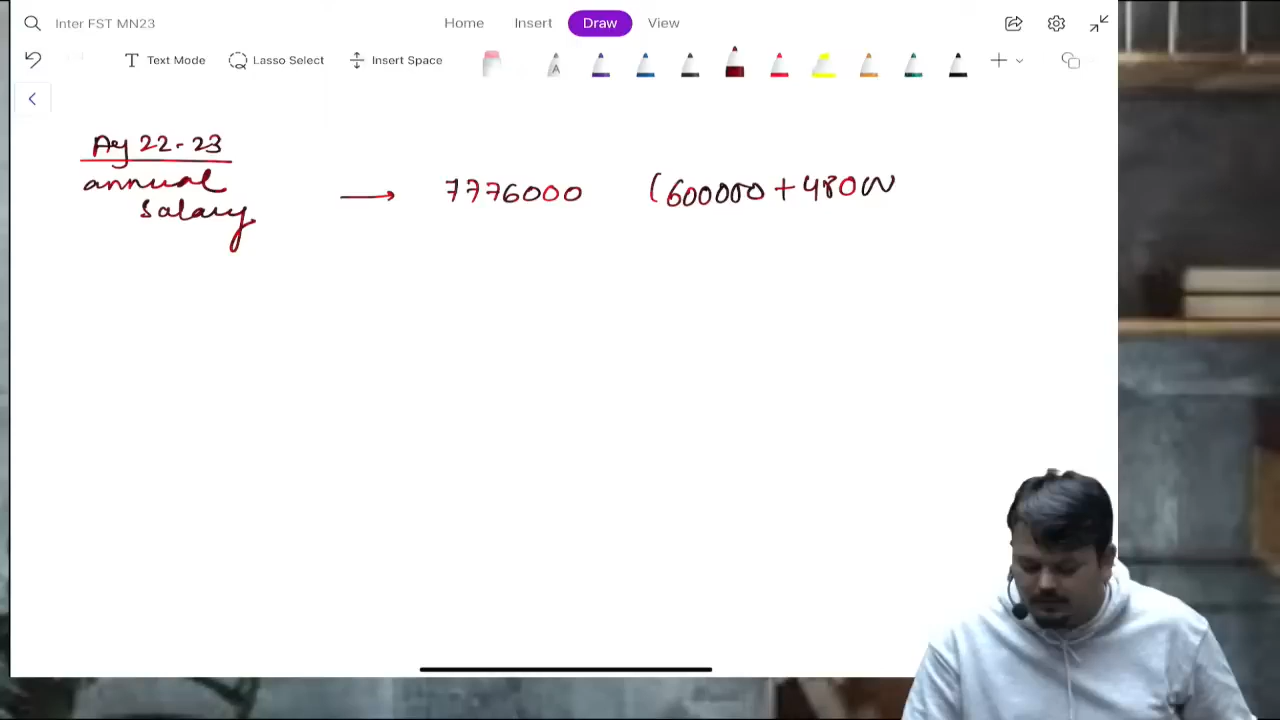 Inter FST MN23
Home Insert Draw View
T Text Mode Lasso Select Insert Space
A
Ay 22-23
annual → 7776000 (600000+48000
salary